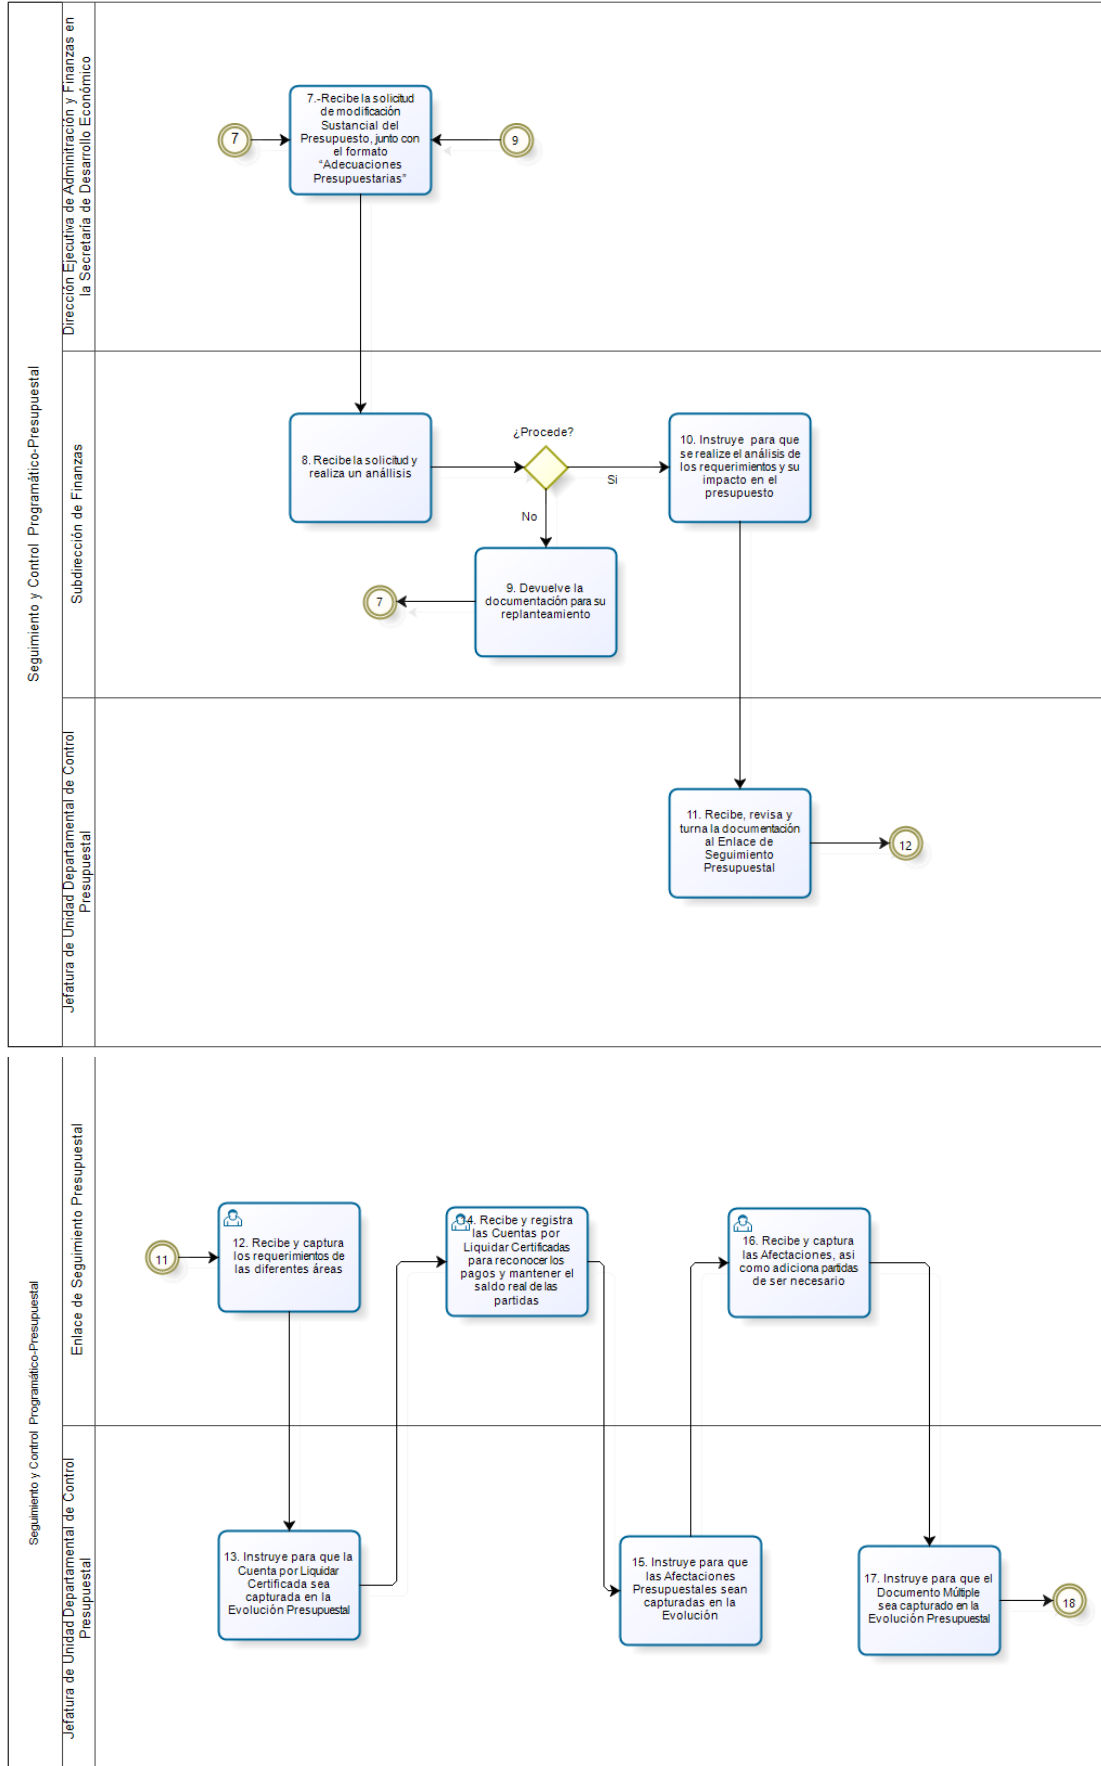 Seguimiento y Control Programático-Presupuestal
Dirección Ejecutiva de Adminitración y Finanzas en
la Secretaría de Desarrollo Económico
7
7.-Recibe la solicitud
de modificación
Sustancial del
Presupuesto, junto con
el formato
"Adecuaciones
Presupuestarias"
9
Subdirección de Finanzas
8. Recibe la solicitud y
realiza un anállisis
¿Procede?
Si
No
10. Instruye para que
se realize el análisis de
los requerimientos y su
impacto en el
presupuesto
9. Devuelve la
documentación para su
replanteamiento
7
Jefatura de Unidad Departamental de Control
Presupuestal
11. Recibe, revisa y
turna la documentación
al Enlace de
Seguimiento
Presupuestal
12
Seguimiento y Control Programático-Presupuestal
Enlace de Seguimiento Presupuestal
11
12. Recibe y captura
los requerimientos de
las diferentes áreas
4. Recibe y registra
las Cuentas por
Liquidar Certificadas
para reconocer los
pagos y mantener el
saldo real de las
partidas
16. Recibe y captura
las Afectaciones, asi
como adiciona partidas
de ser necesario
Jefatura de Unidad Departamental de Control
Presupuestal
13. Instruye para que la
Cuenta por Liquidar
Certificada sea
capturada en la
Evolución Presupuestal
15. Instruye para que
las Afectaciones
Presupuestales sean
capturadas en la
Evolución
17. Instruye para que el
Documento Múltiple
sea capturado en la
Evolución Presupuestal
18